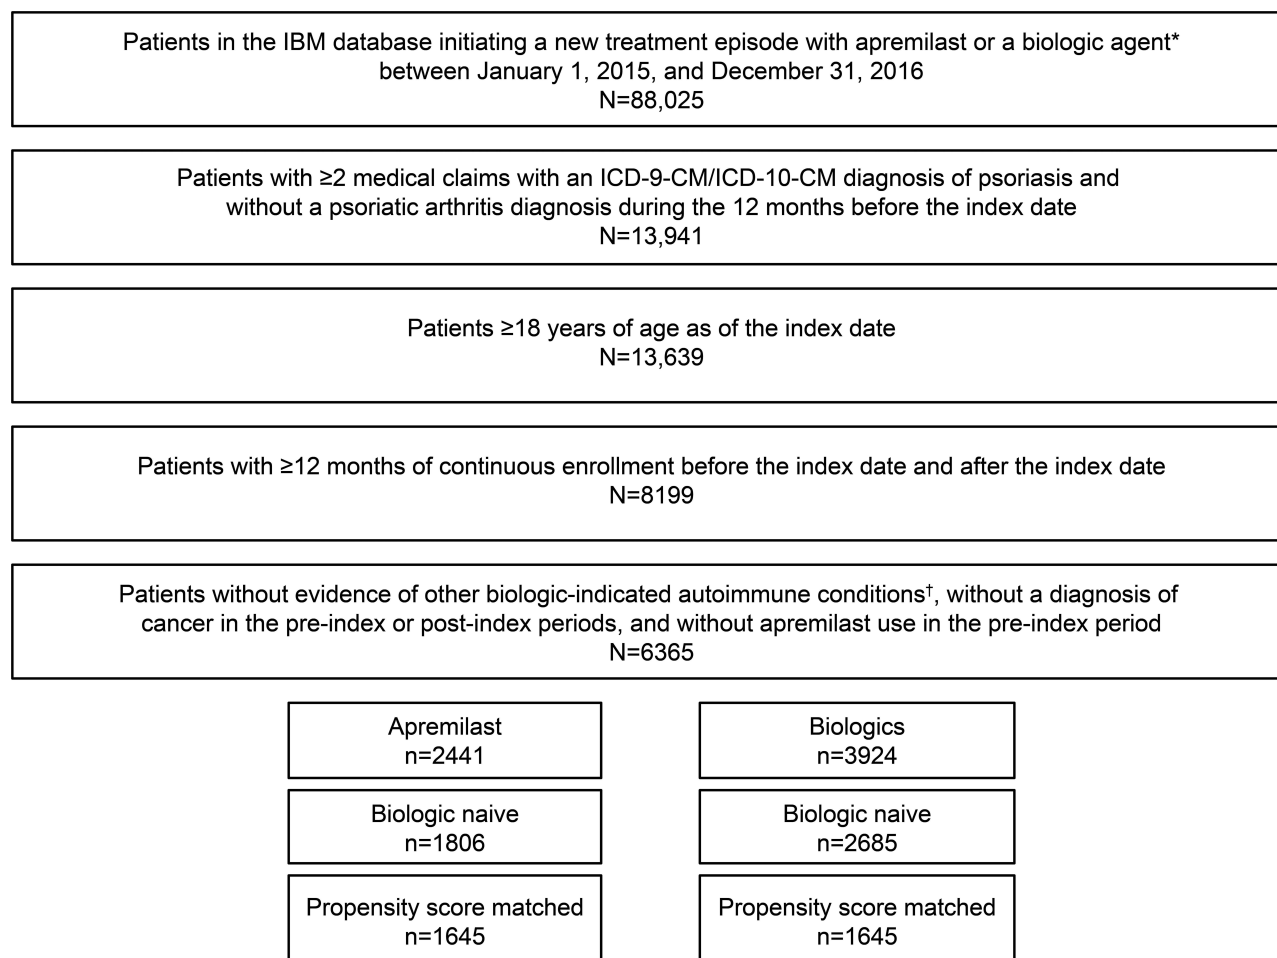 Patients in the IBM database initiating a new treatment episode with apremilast or a biologic agent*
between January 1, 2015, and December 31, 2016
N=88,025
Patients with ≥2 medical claims with an ICD-9-CM/ICD-10-CM diagnosis of psoriasis and
without a psoriatic arthritis diagnosis during the 12 months before the index date
N=13,941
Patients ≥18 years of age as of the index date
N=13,639
Patients with ≥12 months of continuous enrollment before the index date and after the index date
N=8199
Patients without evidence of other biologic-indicated autoimmune conditions†, without a diagnosis of
cancer in the pre-index or post-index periods, and without apremilast use in the pre-index period
N=6365
Apremilast
n=2441
Biologics
n=3924
Biologic naive
n=1806
Biologic naive
n=2685
Propensity score matched
n=1645
Propensity score matched
n=1645